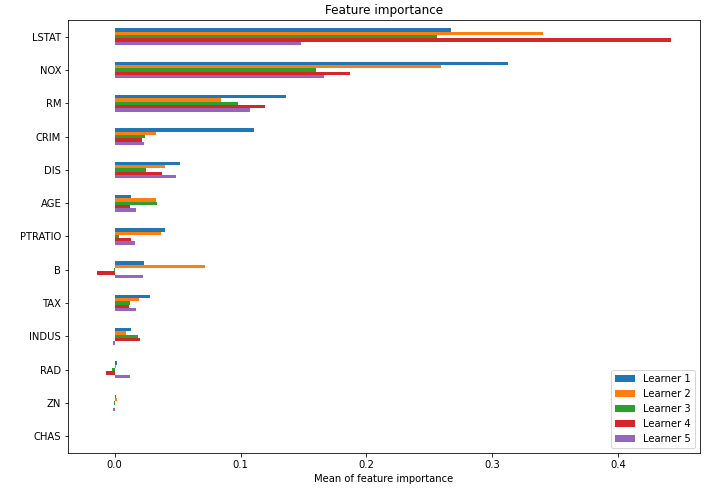 Feature importance
LSTAT
NOX
RM
CRIM
DIS
AGE
PTRATIO
B
TAX
INDUS
RAD
ZN
CHAS
Learner 1
Learner 2
Learner 3
Learner 4
Learner 5
0.0 0.1 0.2 0.3 0.4
Mean of feature importance